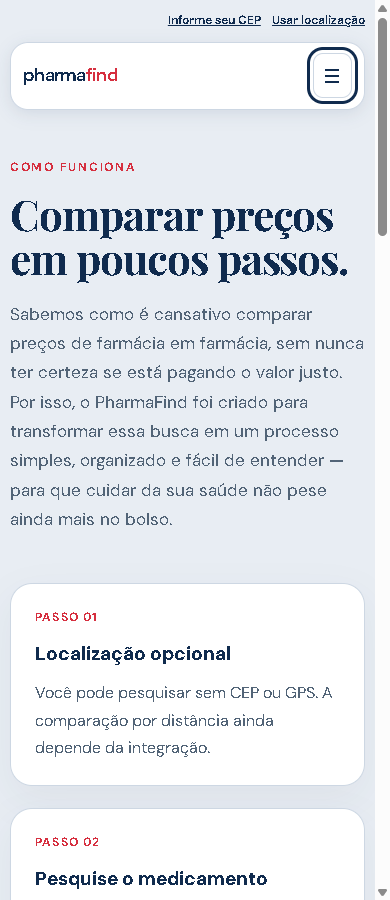 Informe seu CEP Usar localização
pharmafind
COMO FUNCIONA
Comparar preços
em poucos passos.
Sabemos como é cansativo comparar
preços de farmácia em farmácia, sem nunca
ter certeza se está pagando o valor justo.
Por isso, o PharmaFind foi criado para
transformar essa busca em um processo
simples, organizado e fácil de entender —
para que cuidar da sua saúde não pese
ainda mais no bolso.
PASSO 01
Localização opcional
Você pode pesquisar sem CEP ou GPS. A
comparação por distância ainda
depende da integração.
PASSO 02
Pesquise o medicamento